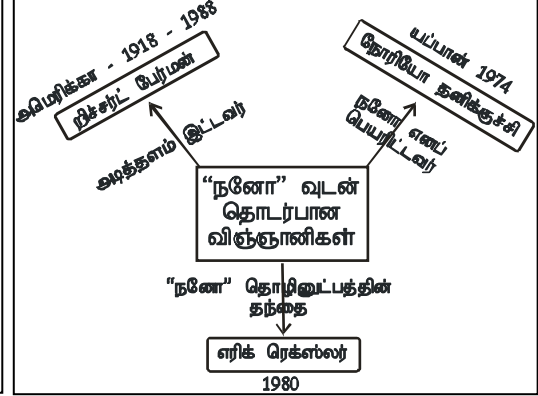 அமெரிக்கா - 1918 - 1988
றிச்சர்ட் பேர்மன்
அடித்தளம் இட்டவர்
யப்பான் 1974
நோரியோ தனிக்குச்சி
நனோ எனப்
பெயரிட்டவர்
“நனோ” வுடன்
தொடர்பான
விஞ்ஞானிகள்
“நனோ” தொழினுட்பத்தின்
தந்தை
எரிக் ரெக்ஸ்லர்
1980